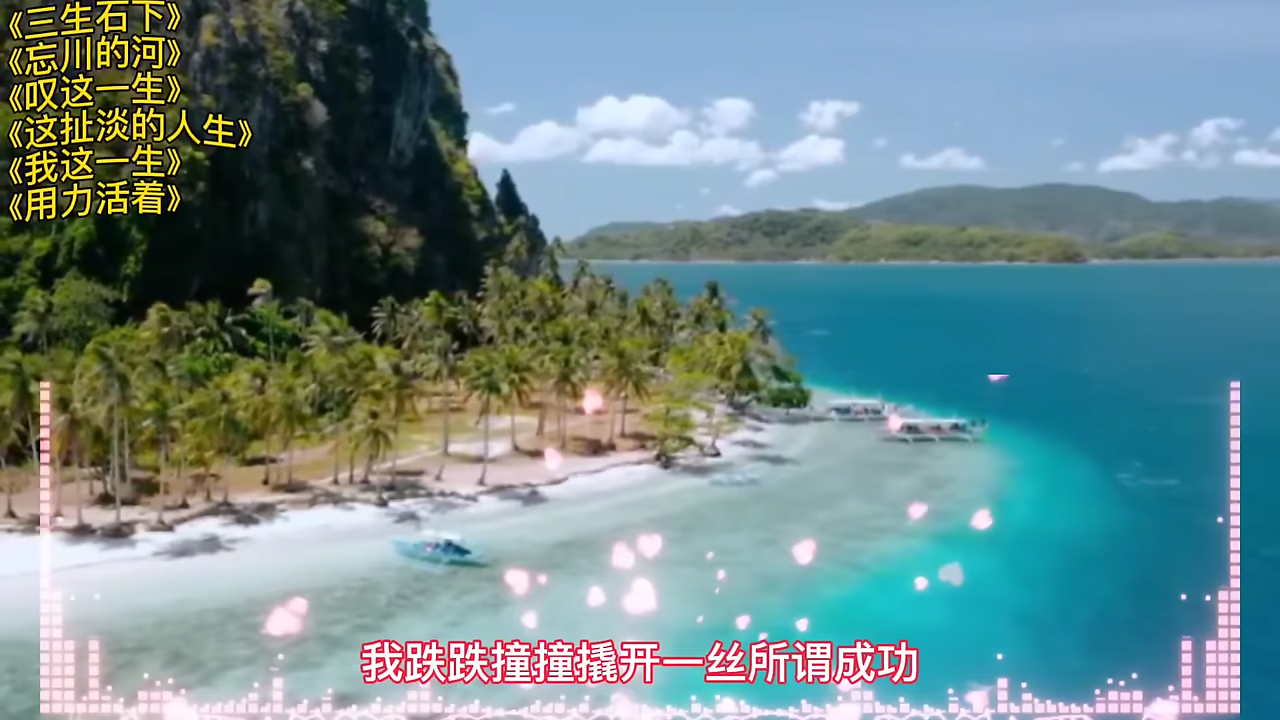 《三生石下》
《忘川的河》
《叹这一生》
《这扯淡的人生》
《我这一生》
《用力活着》
我跌跌撞撞撬开一丝所谓成功